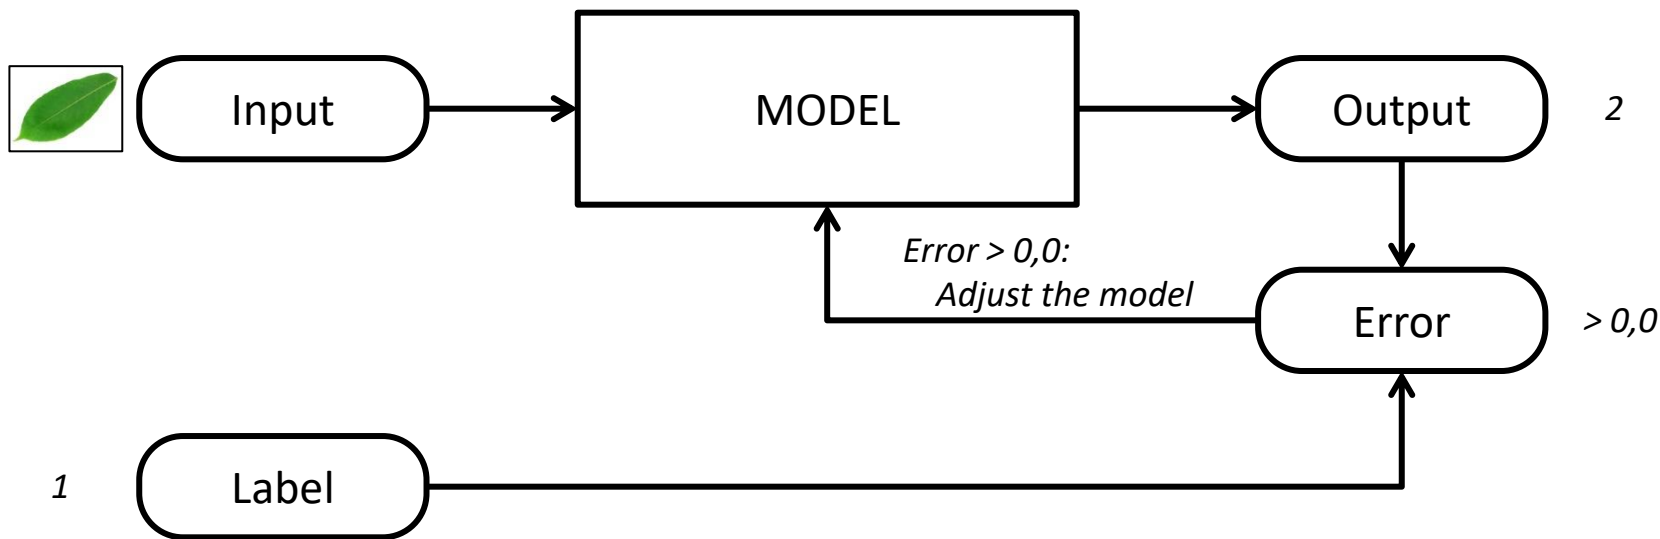 Input
MODEL
Output
2
Error > 0,0:
Adjust the model
Error
> 0,0
1
Label